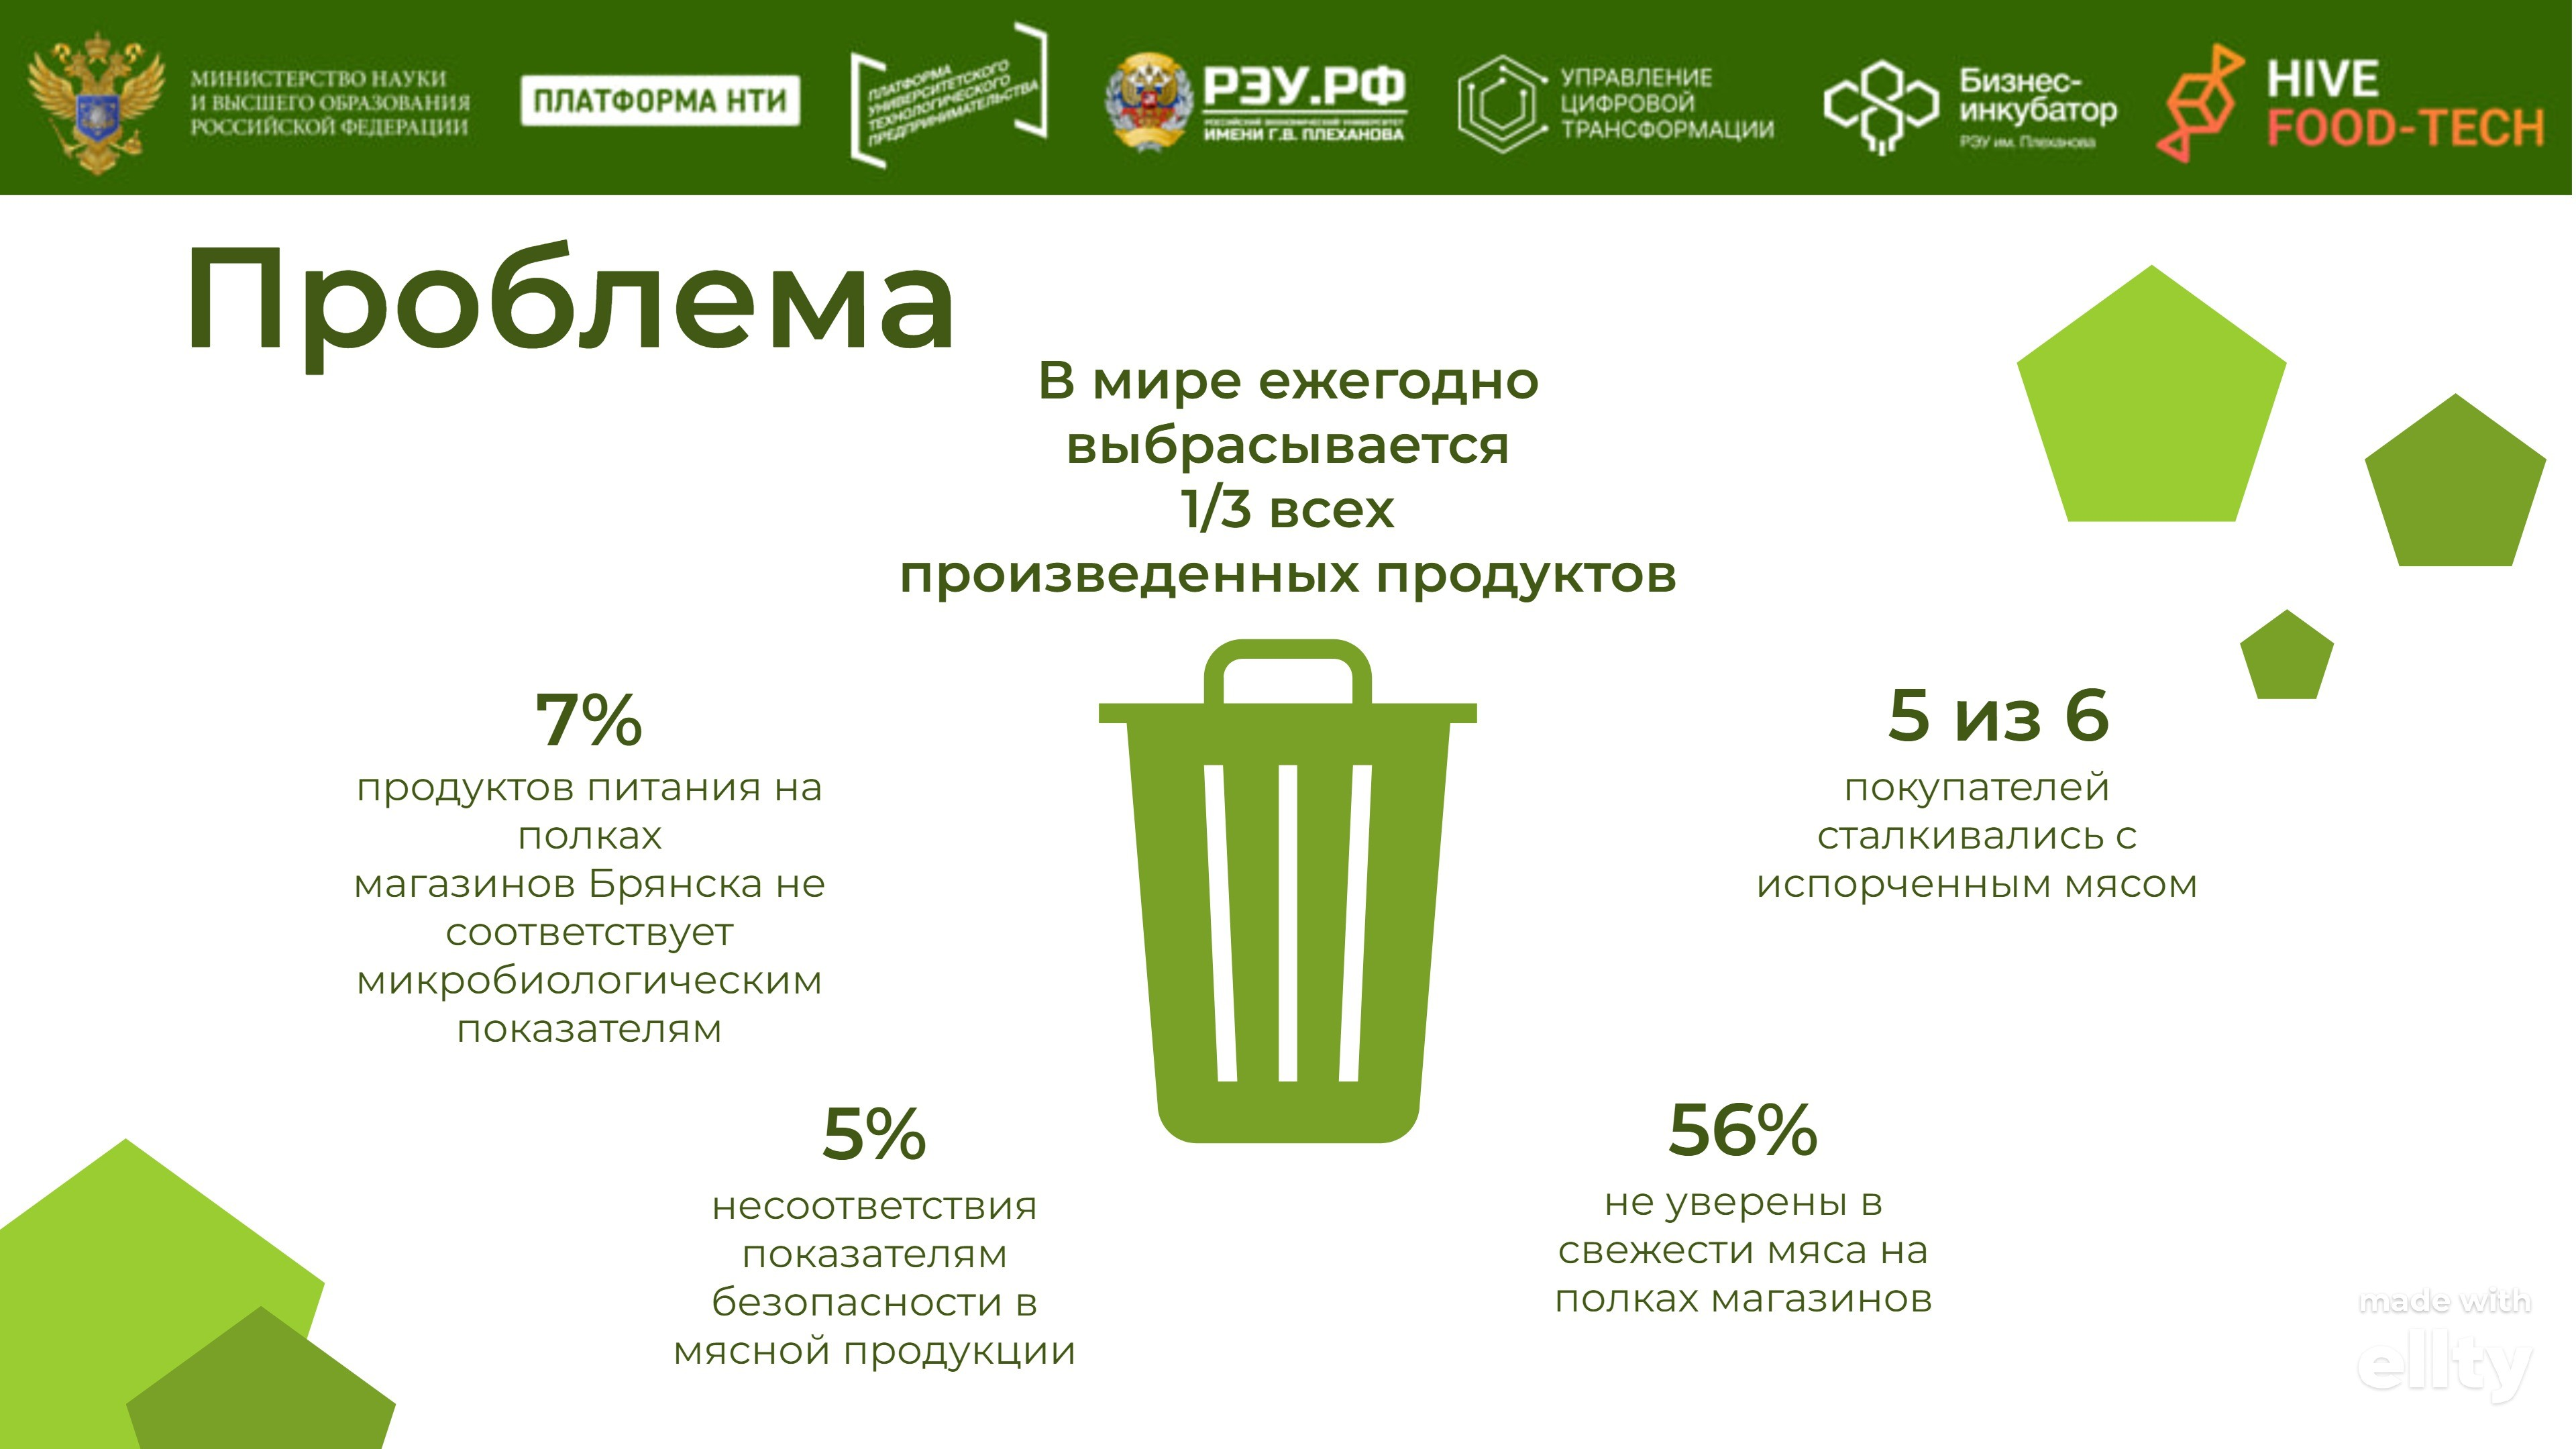 МИНИСТЕРСТВО НАУКИ
И ВЫСШЕГО ОБРАЗОВАНИЯ
РОССИЙСКОЙ ФЕДЕРАЦИИ
ПЛАТФОРМА НТИ
ПЛАТФОРМА
УНИВЕРСИТЕТСКОГО
ТЕХНОЛОГИЧЕСКОГО
ПРЕДПРИНИМАТЕЛЬСТВА
РЭУ.РФ
РОССИЙСКИЙ ЭКОНОМИЧЕСКИЙ УНИВЕРСИТЕТ
ИМЕНИ Г.В. ПЛЕХАНОВА
УПРАВЛЕНИЕ
ЦИФРОВОЙ
ТРАНСФОРМАЦИИ
Бизнес-
инкубатор
РЭУ им. Плеханова
HIVE
FOOD-TECH
Проблема
В мире ежегодно
выбрасывается
1/3 всех
произведенных продуктов
7%
продуктов питания на
полках
магазинов Брянска не
соответствует
микробиологическим
показателям
5 из 6
покупателей
сталкивались с
испорченным мясом
5%
несоответствия
показателям
безопасности в
мясной продукции
56%
не уверены в
свежести мяса на
полках магазинов
made with
ellty